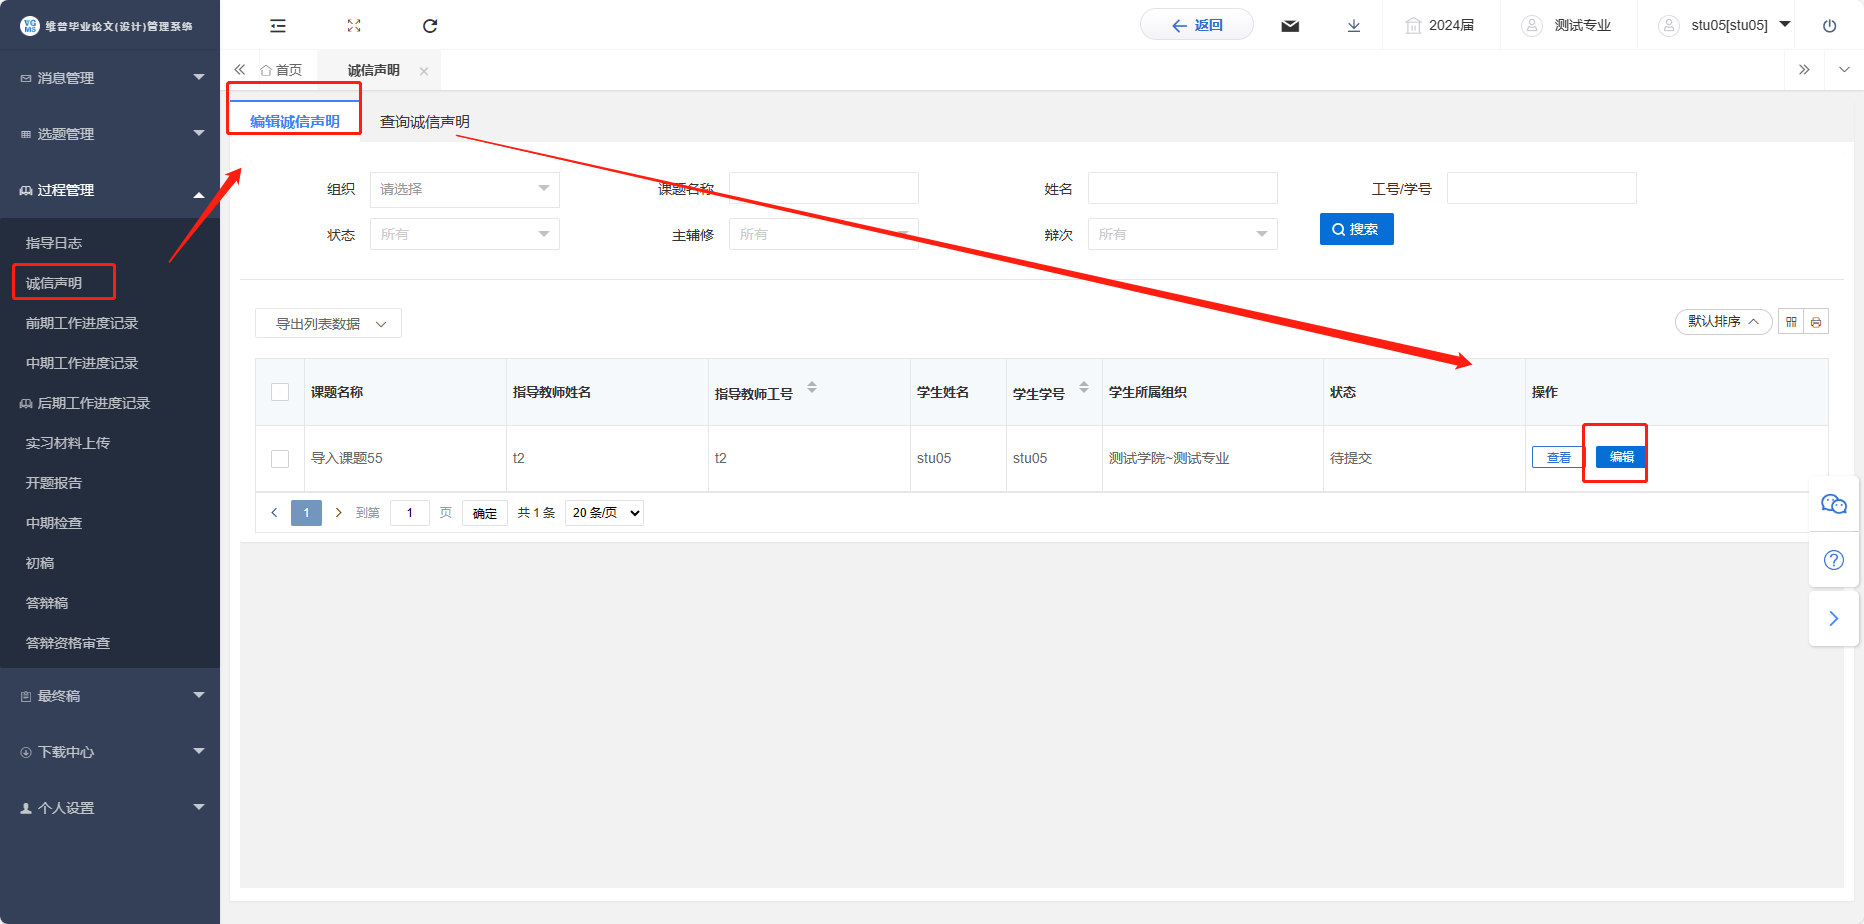 VG
MS
维普毕业论文(设计)管理系统
返回
2024届
测试专业
stu05[stu05]
首页
诚信声明
消息管理
选题管理
过程管理
指导日志
诚信声明
前期工作进度记录
中期工作进度记录
后期工作进度记录
实习材料上传
开题报告
中期检查
初稿
答辩稿
答辩资格审查
最终稿
下载中心
个人设置
编辑诚信声明
查询诚信声明
组织
请选择
课题名称
姓名
工号/学号
状态
所有
主辅修
所有
辩次
所有
搜索
导出列表数据
默认排序
课题名称
指导教师姓名
指导教师工号
学生姓名
学生学号
学生所属组织
状态
操作
导入课题55
t2
t2
stu05
stu05
测试学院~测试专业
待提交
查看
编辑
1
到第
1
页
确定
共 1 条
20 条/页